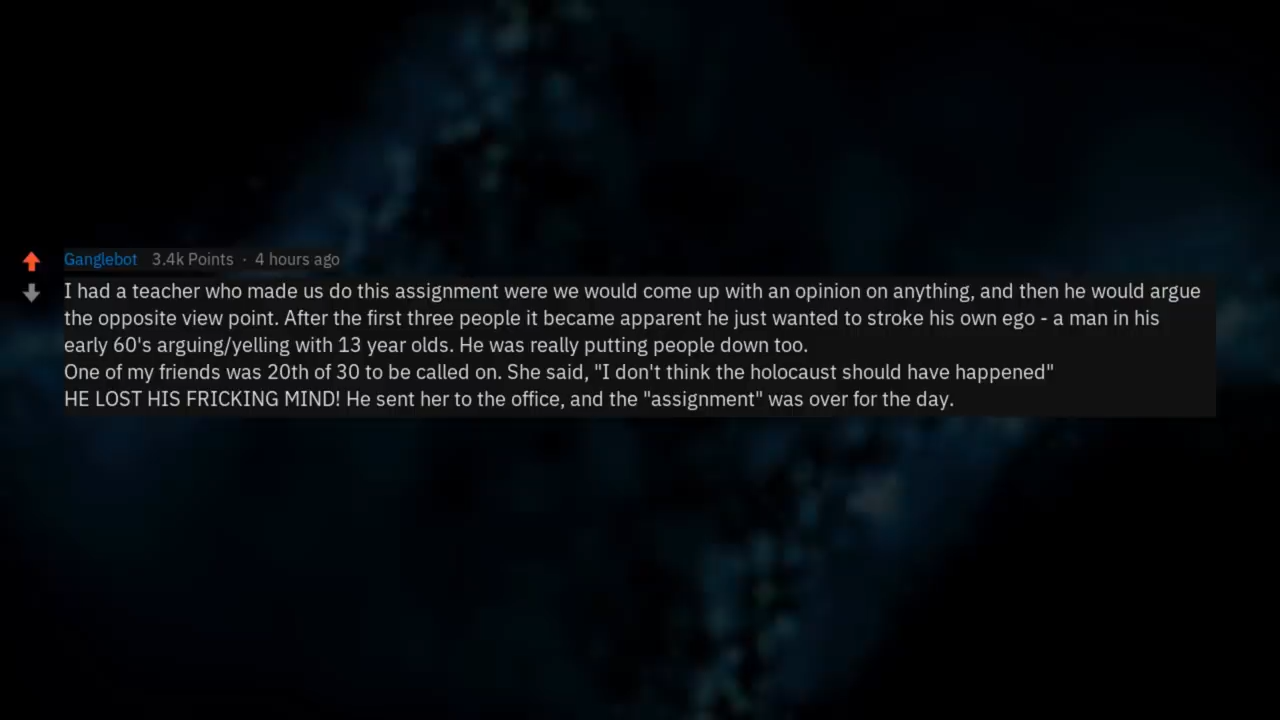 Ganglebot 3.4k Points · 4 hours ago
I had a teacher who made us do this assignment were we would come up with an opinion on anything, and then he would argue
the opposite view point. After the first three people it became apparent he just wanted to stroke his own ego - a man in his
early 60's arguing/yelling with 13 year olds. He was really putting people down too.
One of my friends was 20th of 30 to be called on. She said, "I don't think the holocaust should have happened"
HE LOST HIS FRICKING MIND! He sent her to the office, and the "assignment" was over for the day.